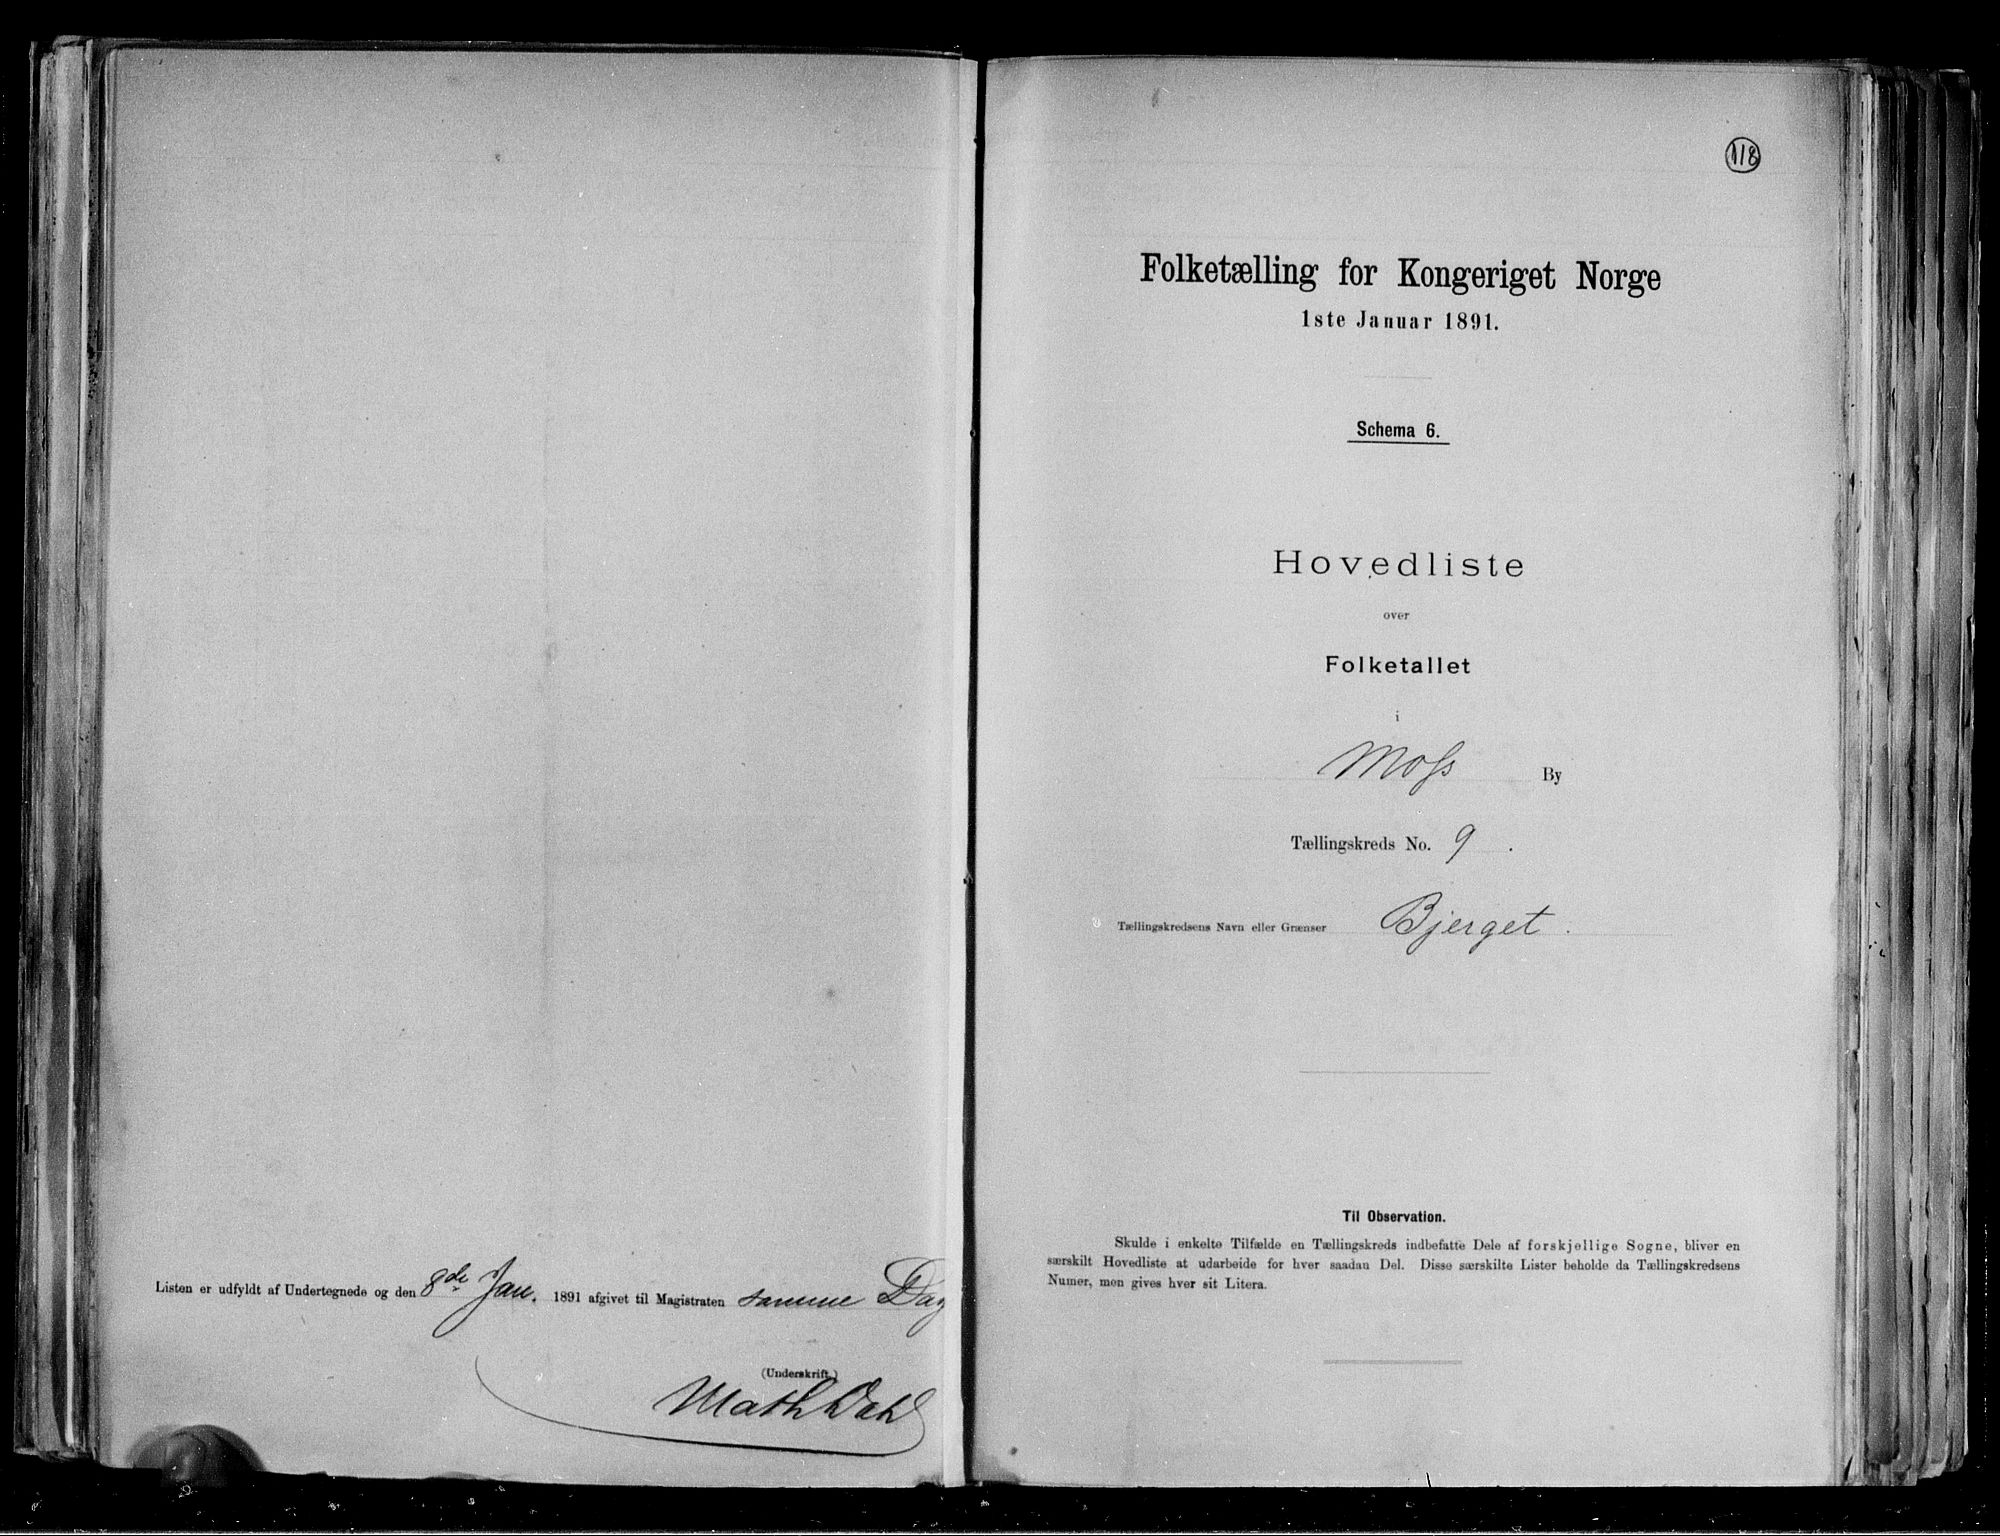 Listen er udfyldt af Undertegnede og den 8de Jan. 1891 afgivet til Magistraten samme Dag
(Underskrift.)
Math Dahl
118
Folketælling for Kongeriget Norge
1ste Januar 1891.
Schema 6.
Hovedliste
over
Folketallet
i
Moss By
Tællingskreds No. 9.
Tællingskredsens Navn eller Grænser Bjerget.
Til Observation.
Skulde i enkelte Tilfælde en Tællingskreds indbefatte Dele af forskjellige Sogne, bliver en
særskilt Hovedliste at udarbeide for hver saadan Del. Disse særskilte Lister beholde da Tællingskredsens
Numer, men gives hver sit Litera.